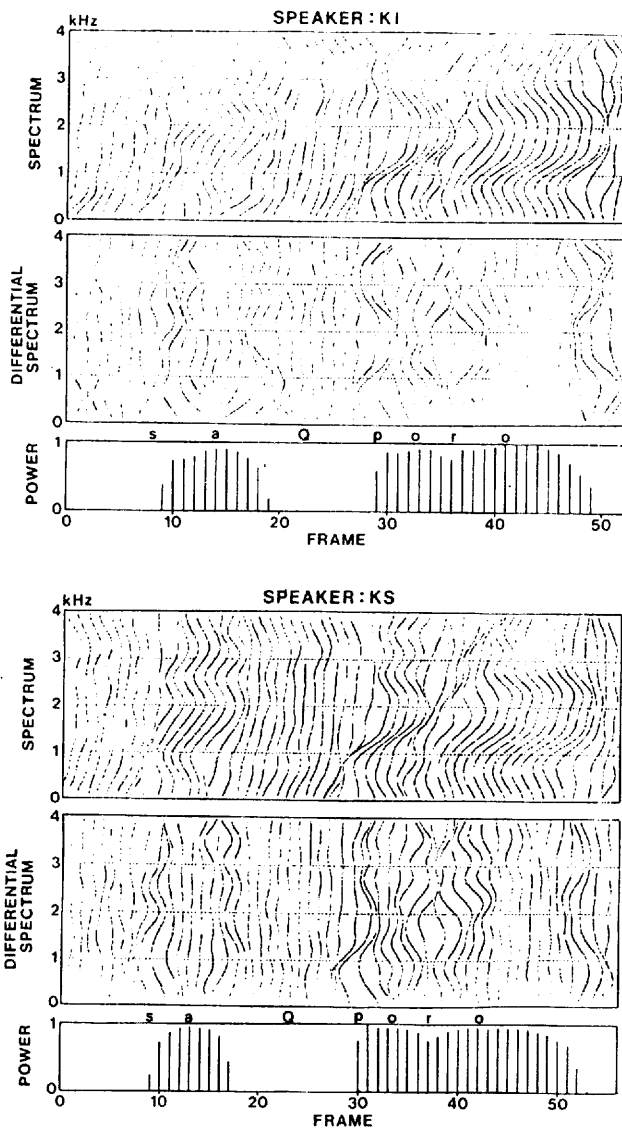 SPEAKER : KI
kHz
4
3
2
1
0
SPECTRUM
4
3
2
1
0
DIFFERENTIAL
SPECTRUM
s a Q p o r o
1
0
POWER
0 10 20 30 40 50
FRAME
SPEAKER : KS
kHz
4
3
2
1
0
SPECTRUM
4
3
2
1
0
DIFFERENTIAL
SPECTRUM
s a Q p o r o
1
0
POWER
0 10 20 30 40 50
FRAME